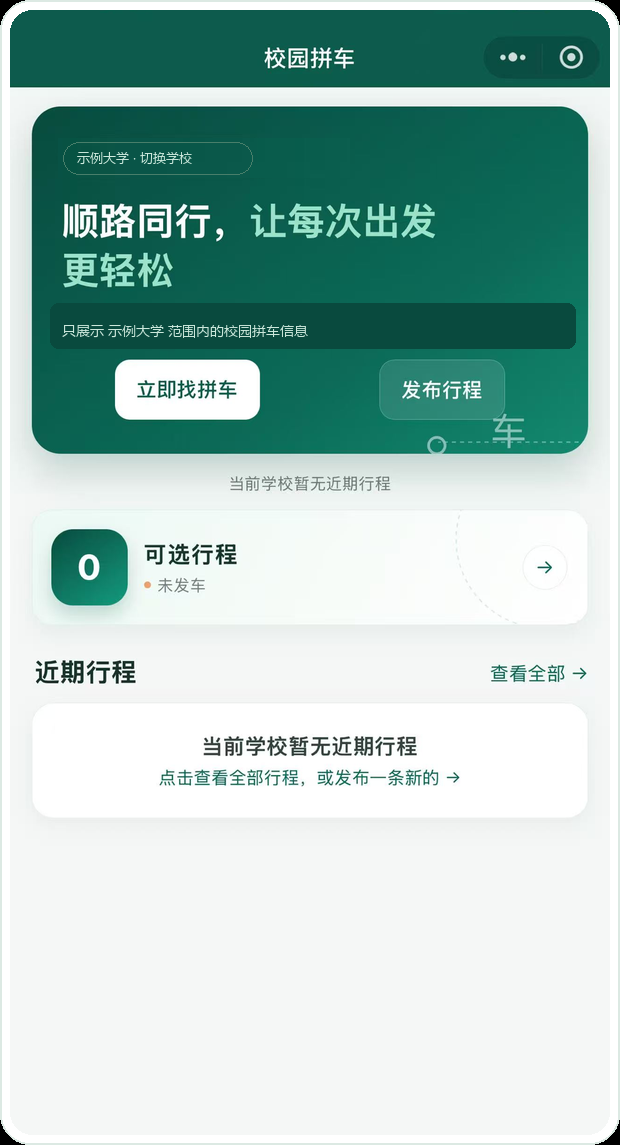 校园拼车
示例大学 · 切换学校
顺路同行，让每次出发
更轻松
只展示 示例大学 范围内的校园拼车信息
立即找拼车
发布行程
车
当前学校暂无近期行程
0
可选行程
未发车
→
近期行程
查看全部 →
当前学校暂无近期行程
点击查看全部行程，或发布一条新的 →